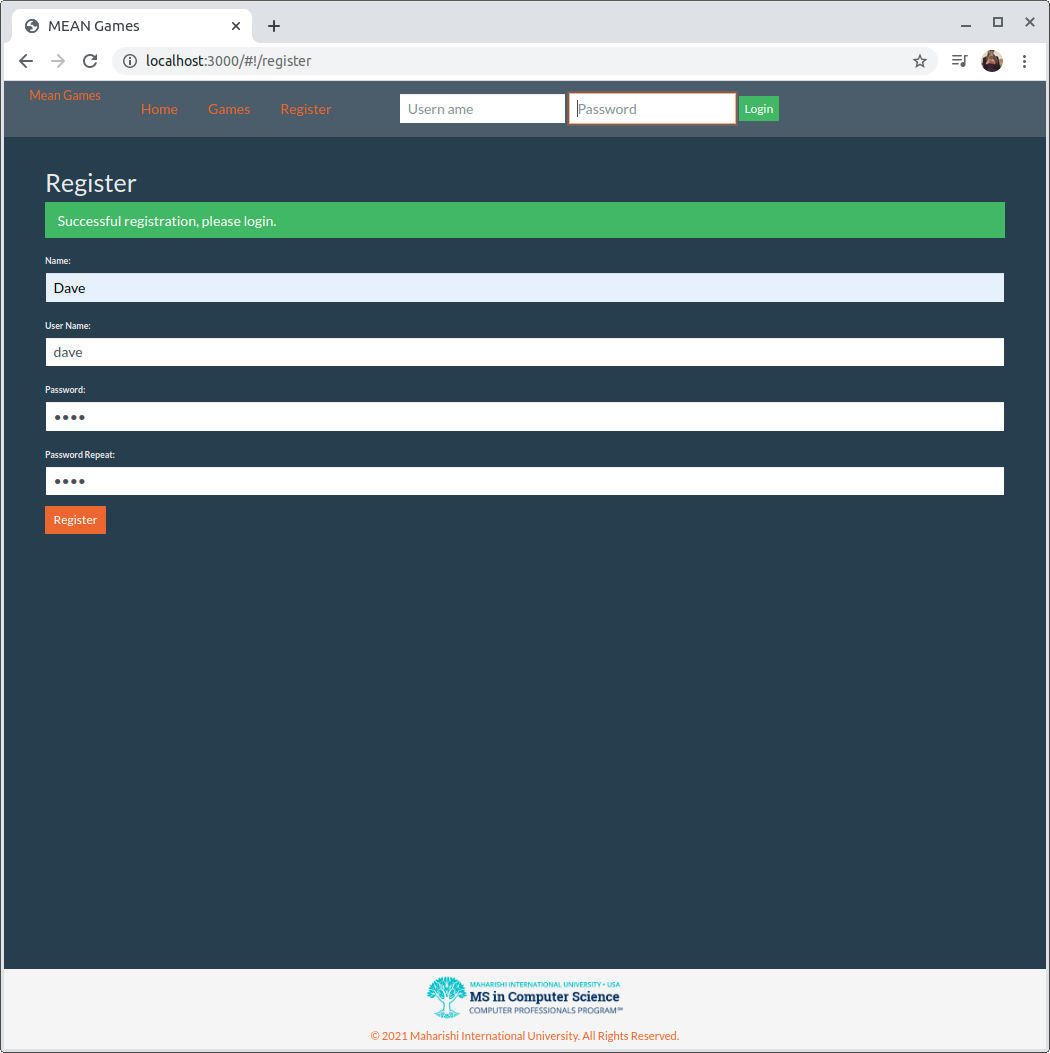 MEAN Games
localhost:3000/#!/register
Mean Games
Home Games Register Usern ame Password Login
Register
Successful registration, please login.
Name:
Dave
User Name:
dave
Password:
••••
Password Repeat:
••••
Register
MAHARISHI INTERNATIONAL UNIVERSITY • USA
MS in Computer Science
COMPUTER PROFESSIONALS PROGRAM℠
© 2021 Maharishi International University. All Rights Reserved.